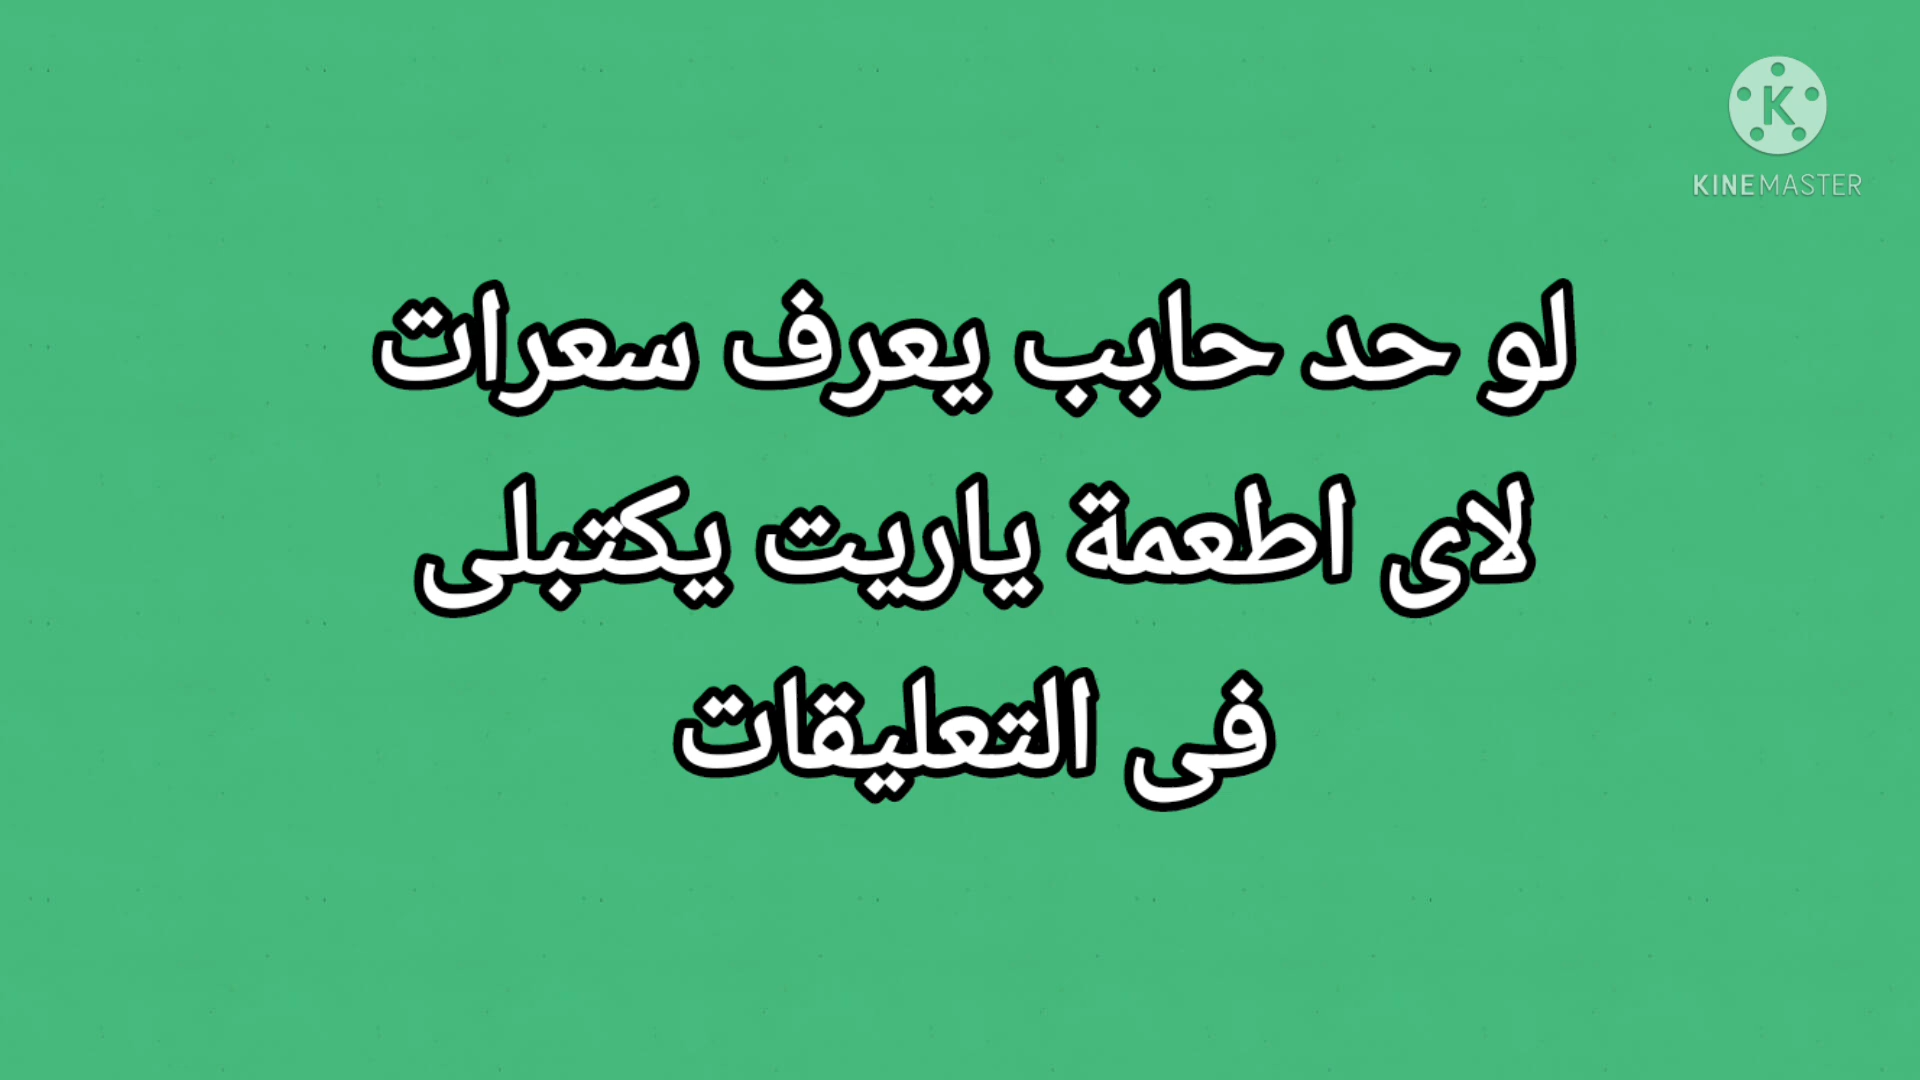 KINEMASTER
لو حد حابب يعرف سعرات
لاى اطعمة ياريت يكتبلى
فى التعليقات